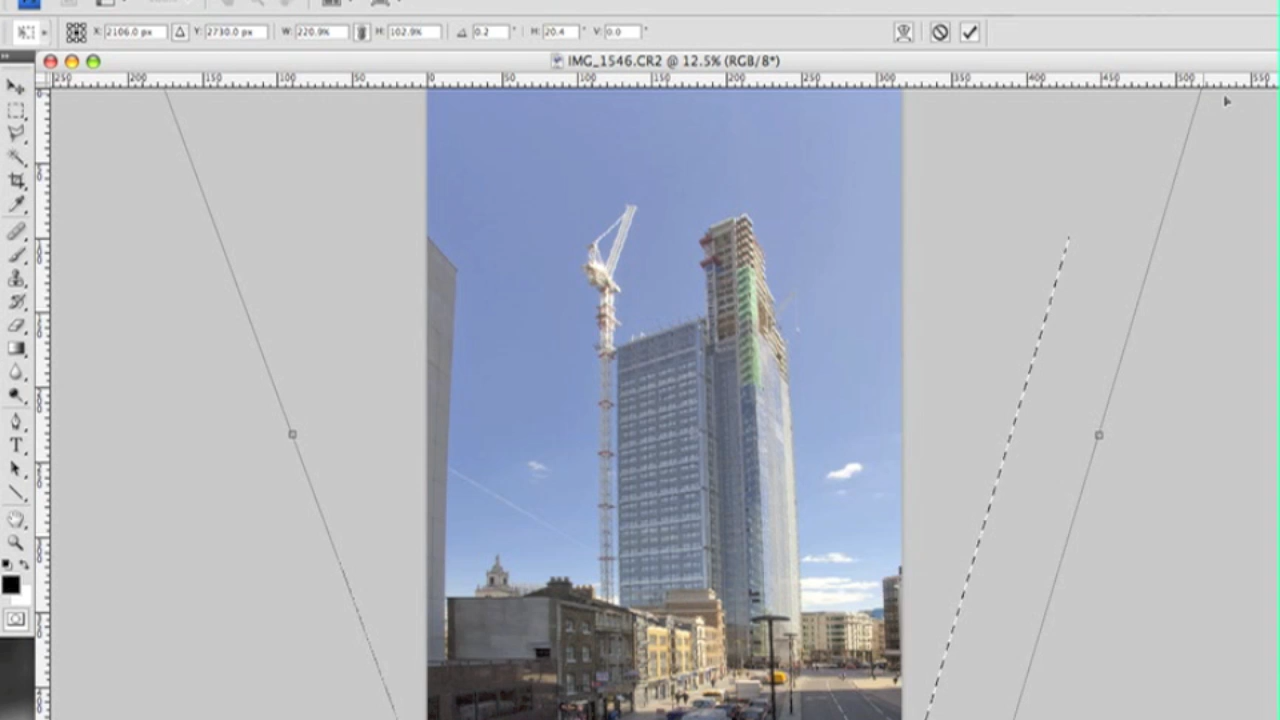 X: 2106.0 px Y: 2730.0 px W: 220.9% H: 102.9% 0.2 ° H: 20.4 ° V: 0.0 °
IMG_1546.CR2 @ 12.5% (RGB/8*)
250 200 150 100 50 0 50 100 150 200 250 300 350 400 450 500 550
T